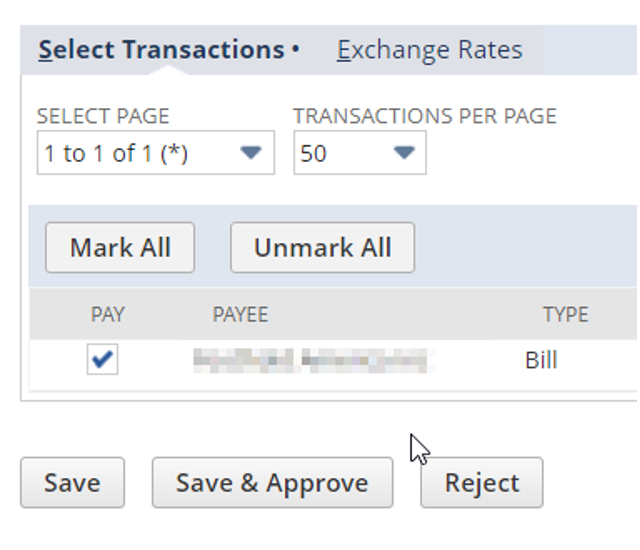 Select Transactions • Exchange Rates
SELECT PAGE TRANSACTIONS PER PAGE
1 to 1 of 1 (*) 50
Mark All Unmark All
PAY PAYEE TYPE
Bill
Save Save & Approve Reject